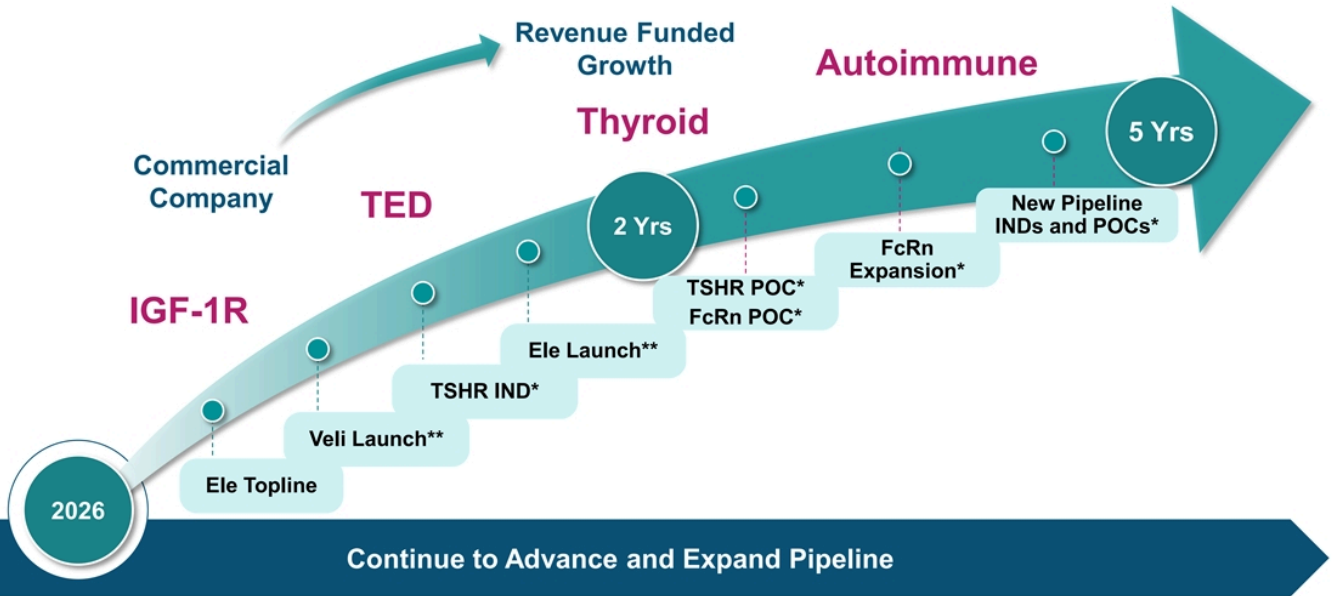 Revenue Funded
Growth
Autoimmune
Thyroid
5 Yrs
Commercial
Company
TED
2 Yrs
New Pipeline
INDs and POCs*
FcRn
Expansion*
TSHR POC*
FcRn POC*
IGF-1R
Ele Launch**
TSHR IND*
Veli Launch**
Ele Topline
2026
Continue to Advance and Expand Pipeline